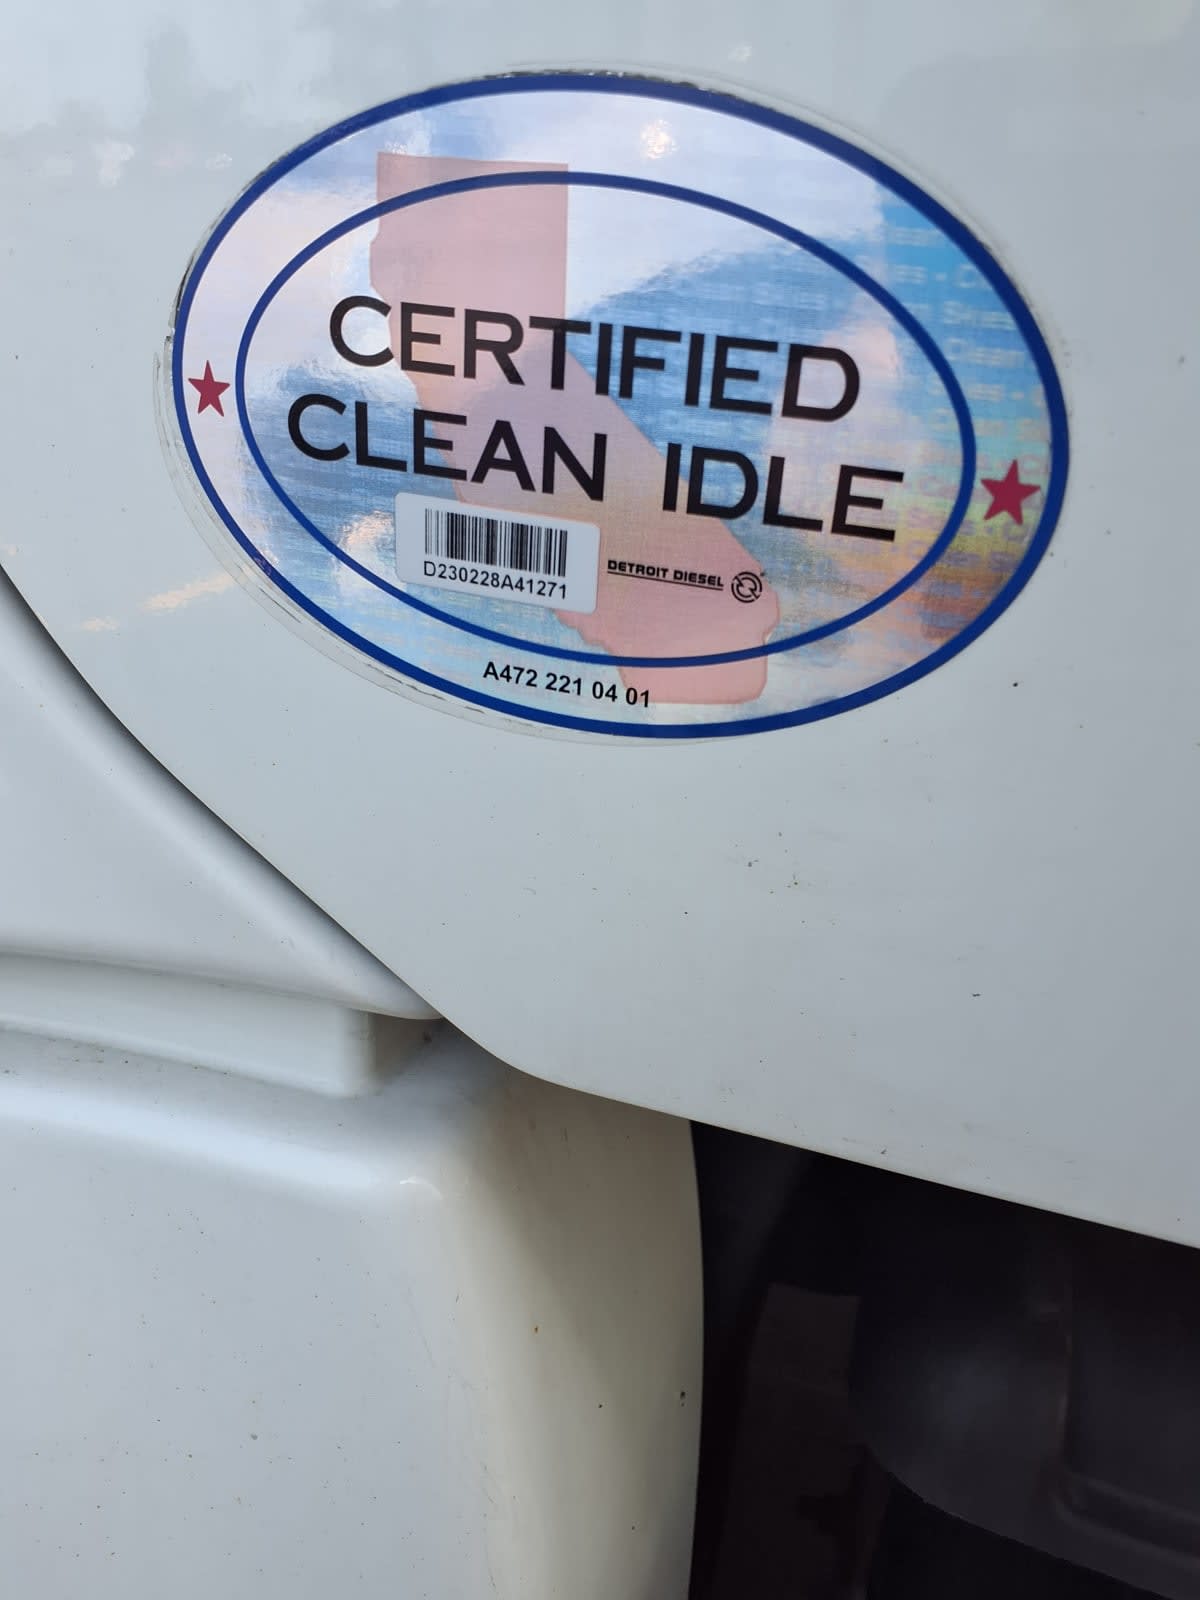 CERTIFIED
CLEAN IDLE
D230228A41271
DETROIT DIESEL
A472 221 04 01